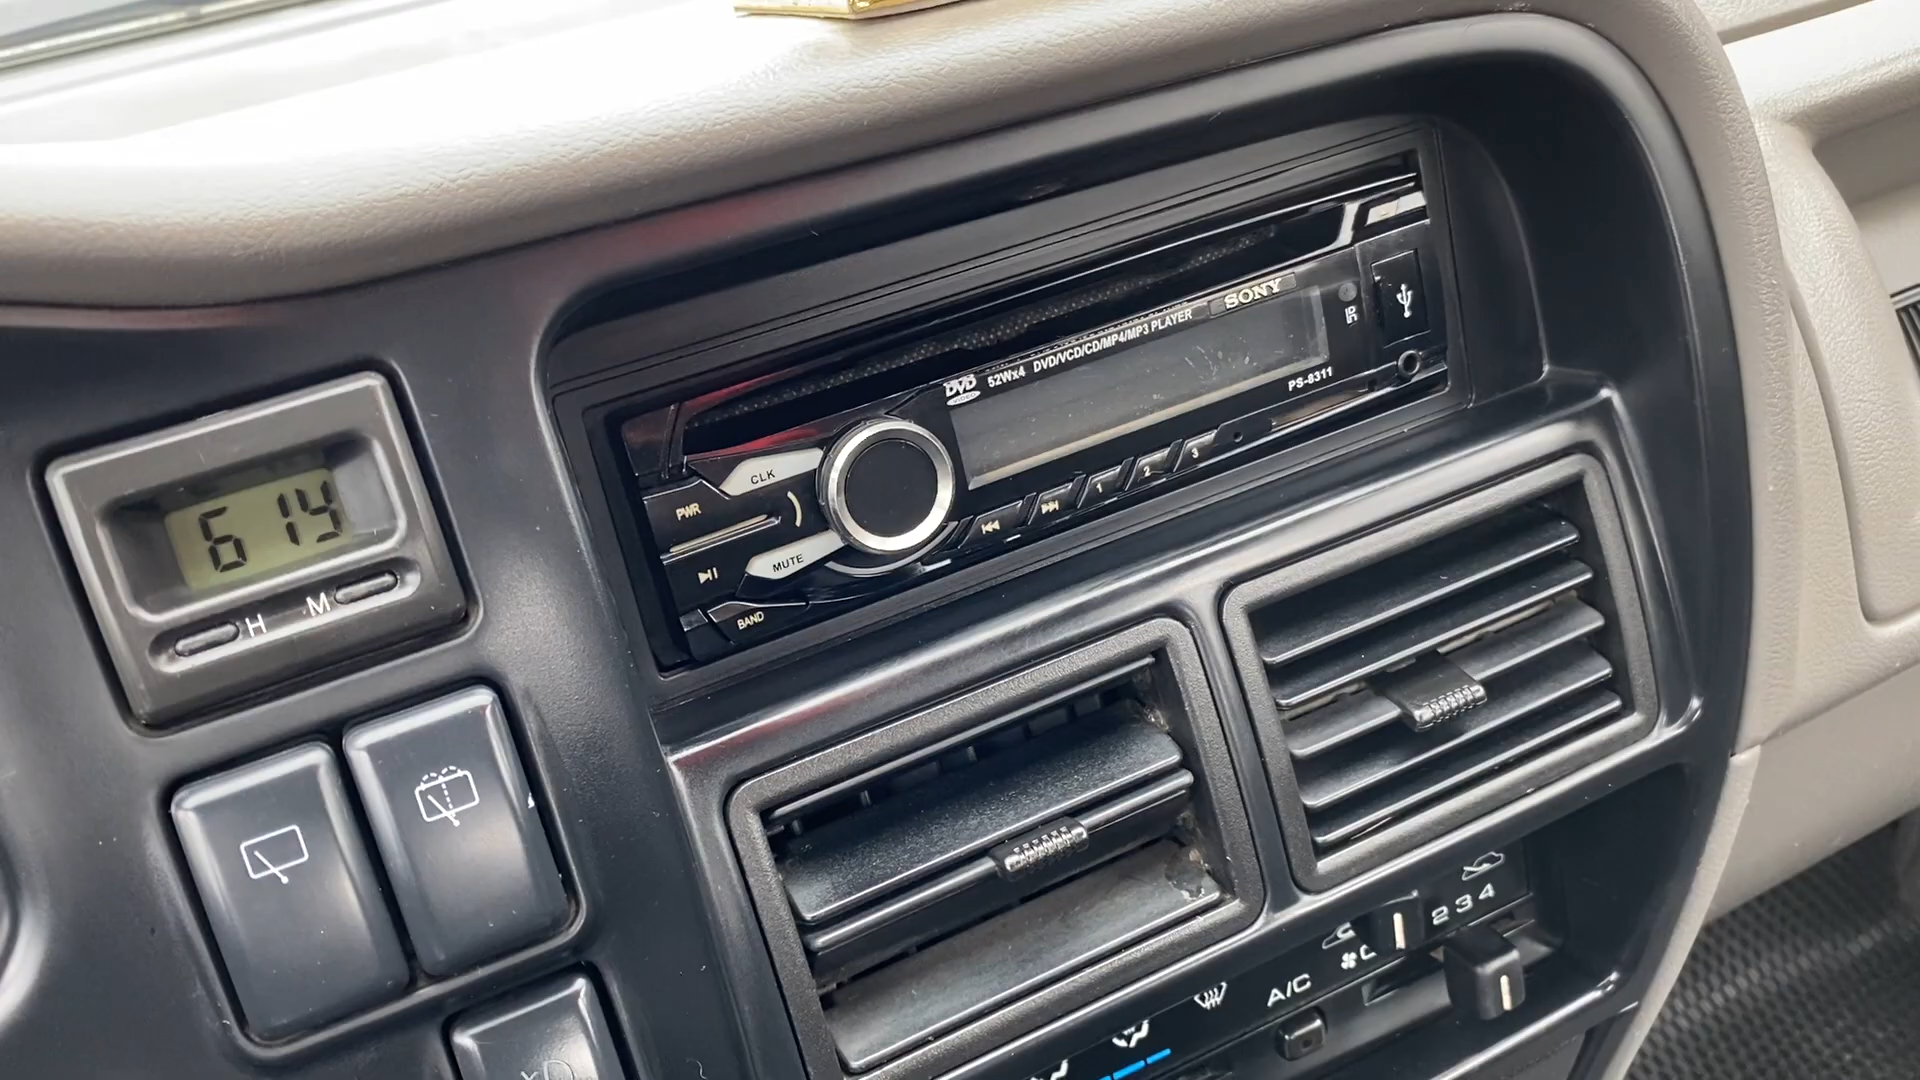 SONY
DVD VIDEO 52Wx4 DVD/VCD/CD/MP4/MP3 PLAYER
PS-8311
CLK
PWR
MUTE
BAND
1 2 3
H M
A/C
2 3 4